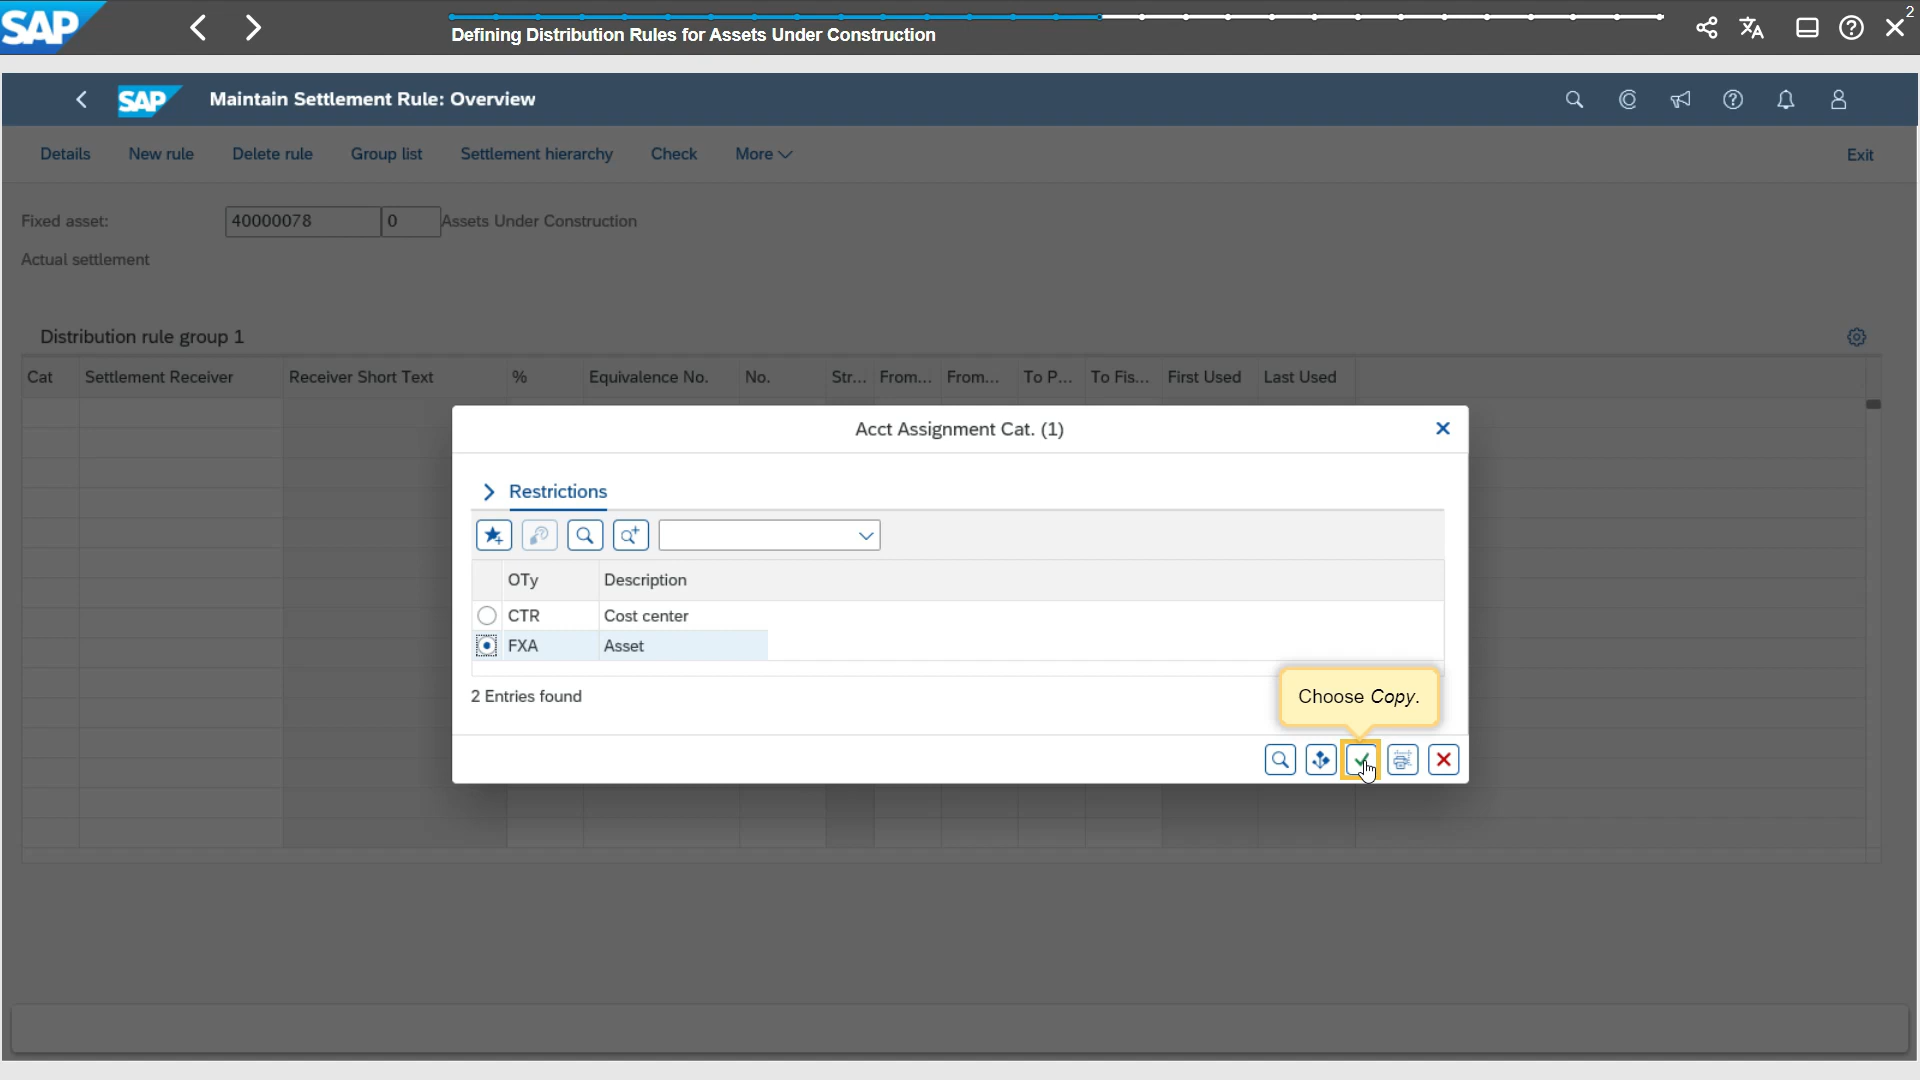 SAP
Defining Distribution Rules for Assets Under Construction
2
SAP
Maintain Settlement Rule: Overview
Details
New rule
Delete rule
Group list
Settlement hierarchy
Check
More
Exit
Fixed asset:
40000078
0
Assets Under Construction
Actual settlement
Distribution rule group 1
Cat
Settlement Receiver
Receiver Short Text
%
Equivalence No.
No.
Str...
From...
From...
To P...
To Fis...
First Used
Last Used
Acct Assignment Cat. (1)
Restrictions
OTy
Description
CTR
Cost center
FXA
Asset
2 Entries found
Choose Copy.